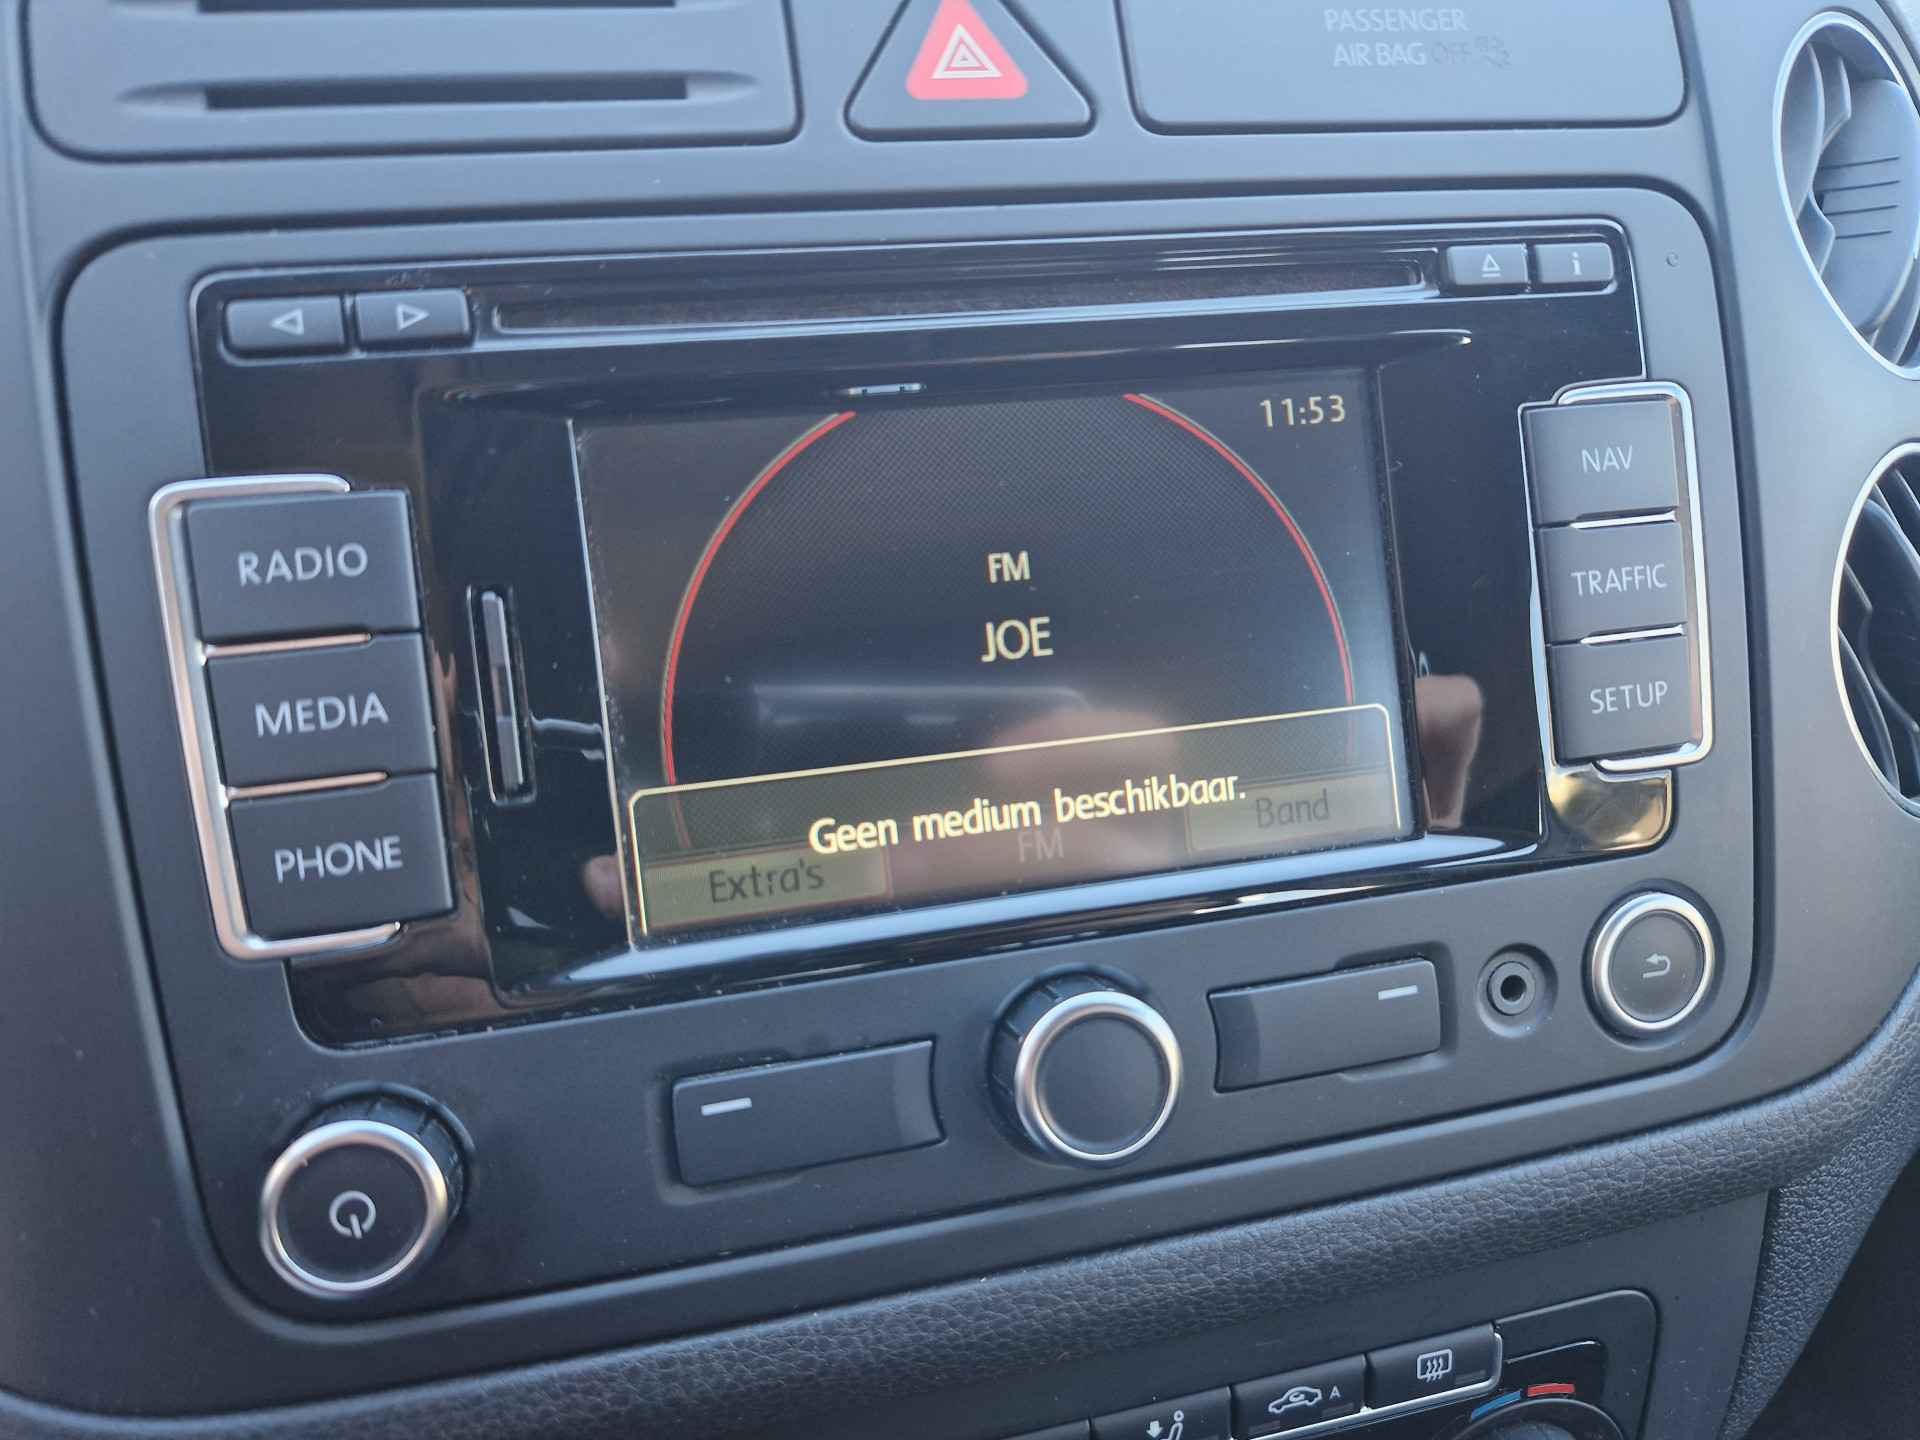 PASSENGER
AIR BAG OFF
i
11:53
NAV
RADIO
FM
TRAFFIC
JOE
MEDIA
SETUP
Geen medium beschikbaar.
Band
PHONE
FM
Extra's
A